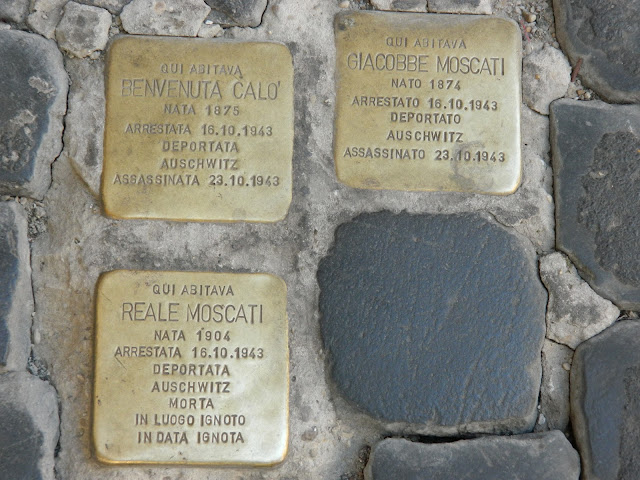 QUI ABITAVA
BENVENUTA CALO'
NATA 1875
ARRESTATA 16.10.1943
DEPORTATA
AUSCHWITZ
ASSASSINATA 23.10.1943
QUI ABITAVA
GIACOBBE MOSCATI
NATO 1874
ARRESTATO 16.10.1943
DEPORTATO
AUSCHWITZ
ASSASSINATO 23.10.1943
QUI ABITAVA
REALE MOSCATI
NATA 1904
ARRESTATA 16.10.1943
DEPORTATA
AUSCHWITZ
MORTA
IN LUOGO IGNOTO
IN DATA IGNOTA